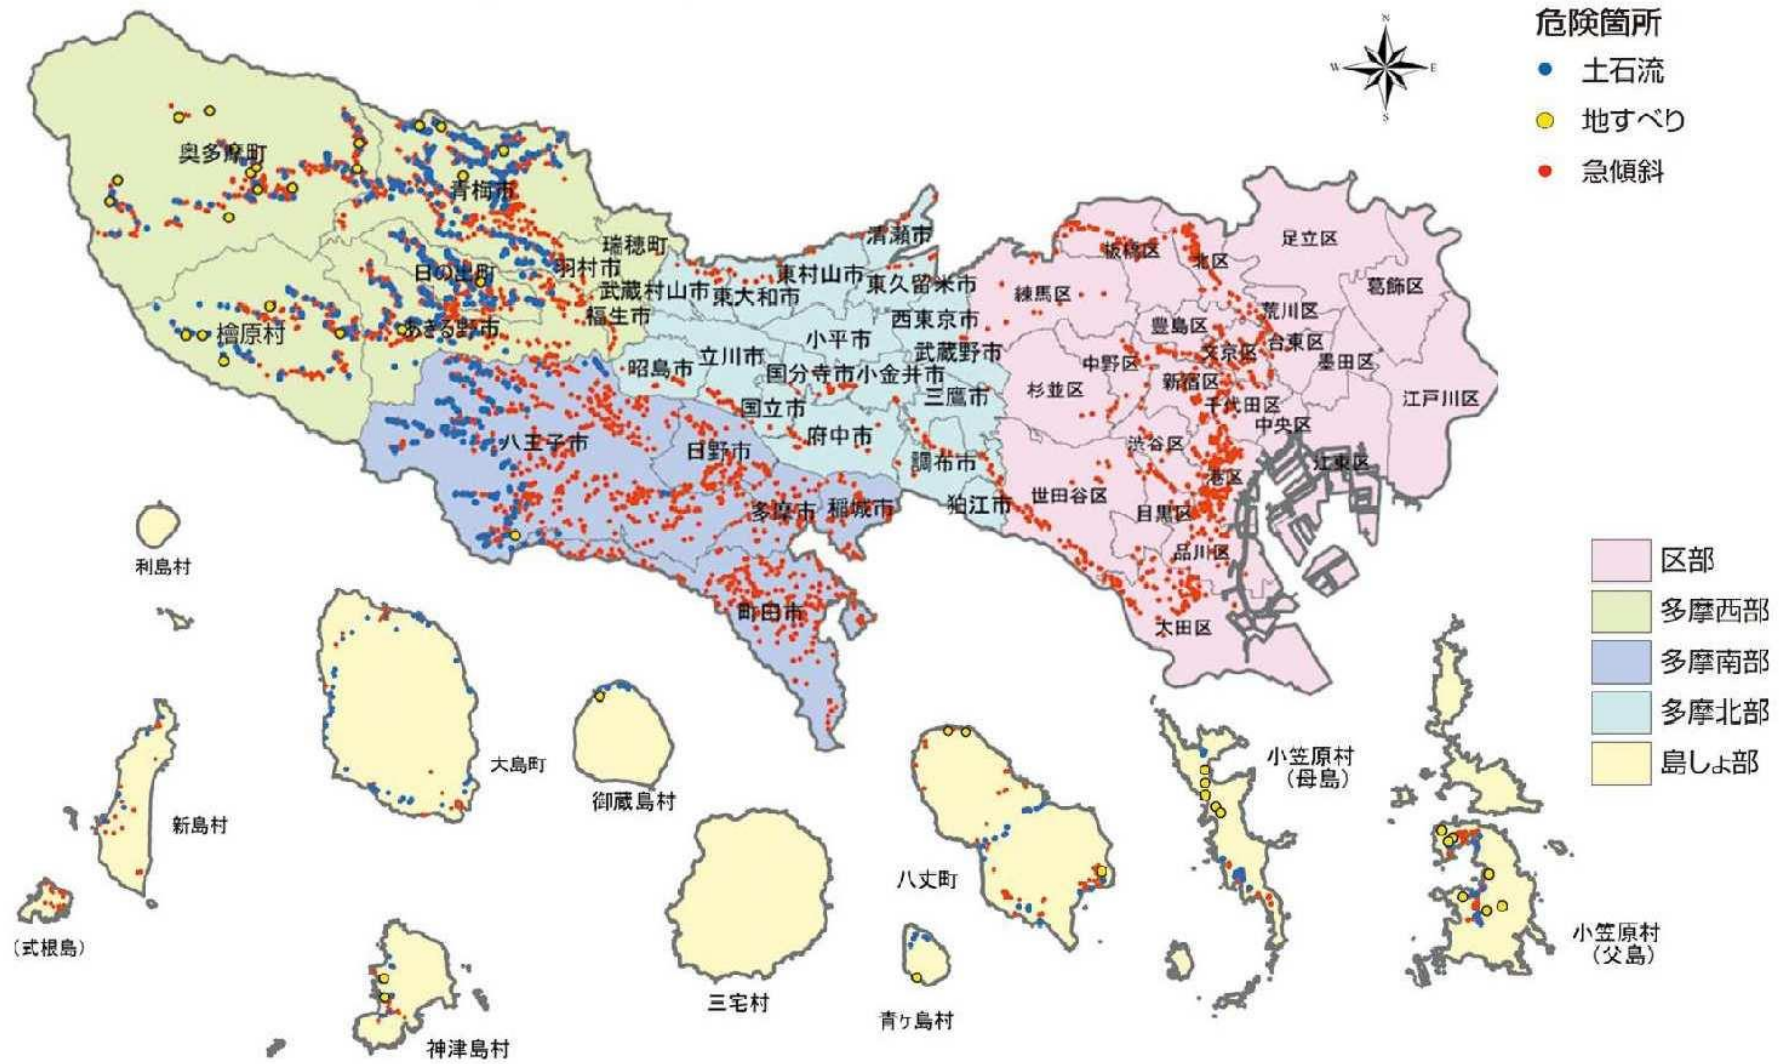 危険箇所
土石流
地すべり
急傾斜
N
W
E
S
奥多摩町
青梅市
瑞穂町
日の出町
羽村市
あきる野市
福生市
檜原村
武蔵村山市
東大和市
東村山市
清瀬市
東久留米市
西東京市
小平市
武蔵野市
昭島市
立川市
国分寺市
小金井市
三鷹市
国立市
府中市
調布市
狛江市
八王子市
日野市
多摩市
稲城市
町田市
板橋区
北区
足立区
葛飾区
練馬区
荒川区
豊島区
文京区
台東区
墨田区
中野区
新宿区
杉並区
千代田区
中央区
江戸川区
渋谷区
港区
江東区
世田谷区
目黒区
品川区
大田区
区部
多摩西部
多摩南部
多摩北部
島しょ部
利島村
大島町
新島村
(式根島)
神津島村
御蔵島村
三宅村
八丈町
青ヶ島村
小笠原村
(母島)
小笠原村
(父島)